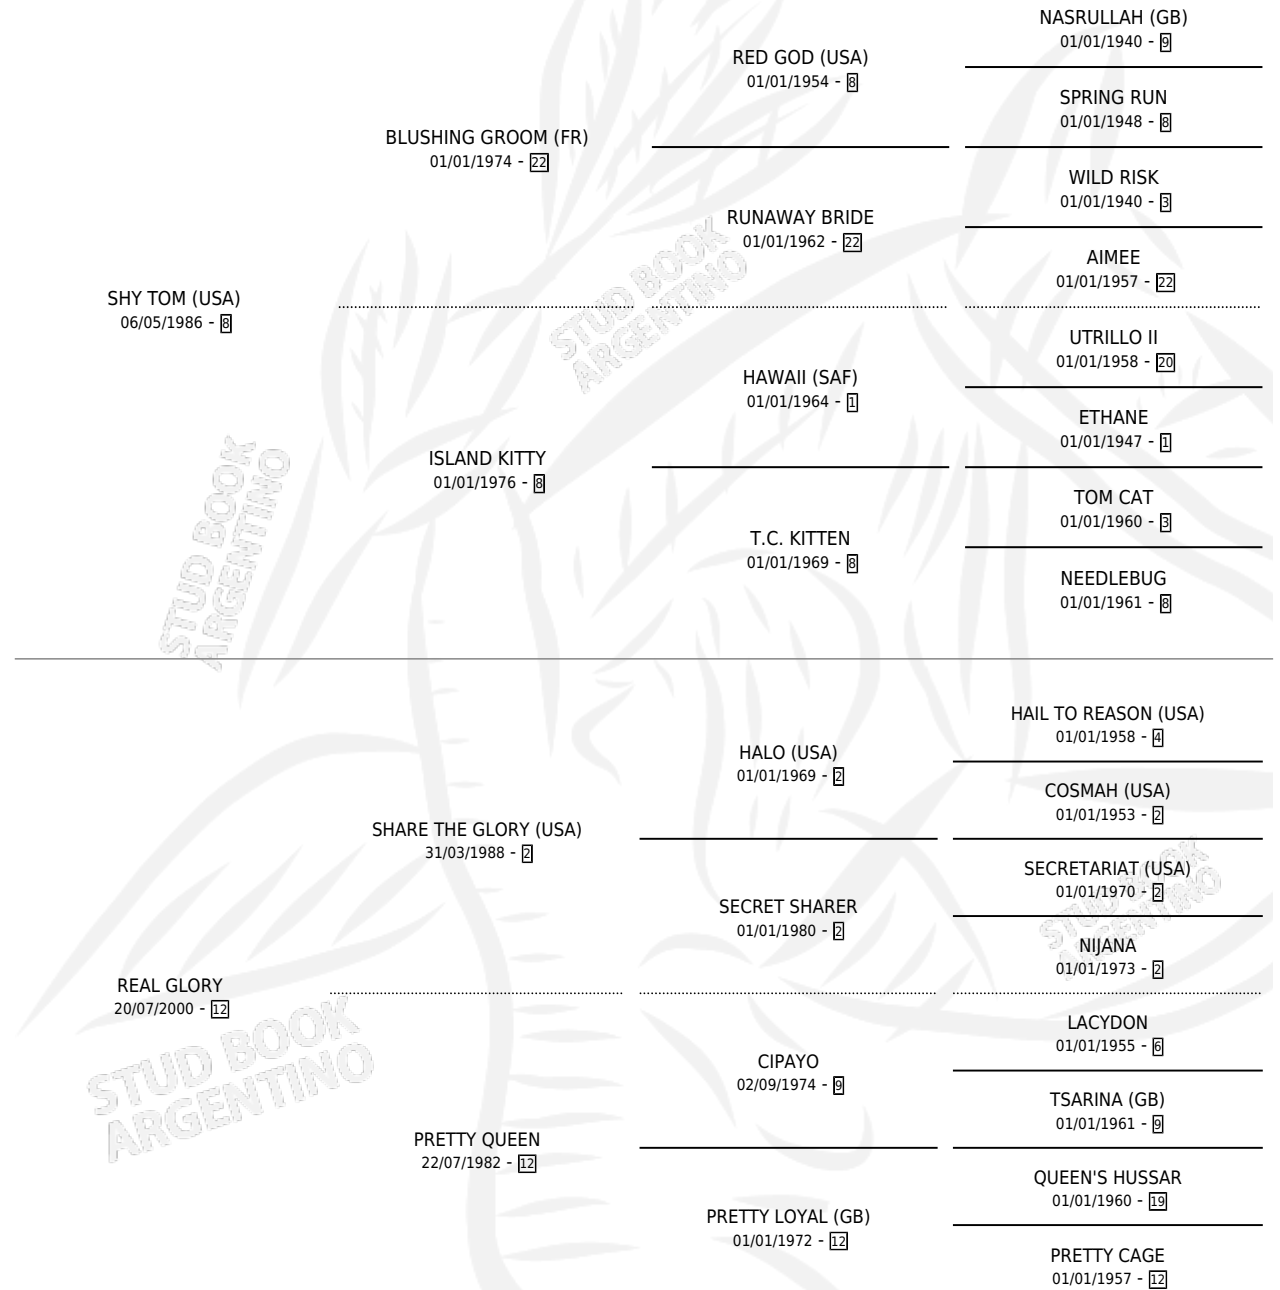 NASRULLAH (GB)
01/01/1940 - 9
RED GOD (USA)
01/01/1954 - 8
SPRING RUN
01/01/1948 - 8
BLUSHING GROOM (FR)
01/01/1974 - 22
WILD RISK
01/01/1940 - 3
RUNAWAY BRIDE
01/01/1962 - 22
AIMEE
01/01/1957 - 22
SHY TOM (USA)
06/05/1986 - 8
STUD BOOK
ARGENTINO
UTRILLO II
01/01/1958 - 20
HAWAII (SAF)
01/01/1964 - 1
ETHANE
01/01/1947 - 1
ISLAND KITTY
01/01/1976 - 8
TOM CAT
01/01/1960 - 3
T.C. KITTEN
01/01/1969 - 8
NEEDLEBUG
01/01/1961 - 8
STUD BOOK
ARGENTINO
HAIL TO REASON (USA)
01/01/1958 - 4
HALO (USA)
01/01/1969 - 2
COSMAH (USA)
01/01/1953 - 2
SHARE THE GLORY (USA)
31/03/1988 - 2
SECRETARIAT (USA)
01/01/1970 - 2
SECRET SHARER
01/01/1980 - 2
STUD BOOK
ARGENTINO
NIJANA
01/01/1973 - 2
REAL GLORY
20/07/2000 - 12
STUD BOOK
ARGENTINO
LACYDON
01/01/1955 - 6
CIPAYO
02/09/1974 - 9
TSARINA (GB)
01/01/1961 - 9
PRETTY QUEEN
22/07/1982 - 12
QUEEN'S HUSSAR
01/01/1960 - 19
PRETTY LOYAL (GB)
01/01/1972 - 12
PRETTY CAGE
01/01/1957 - 12